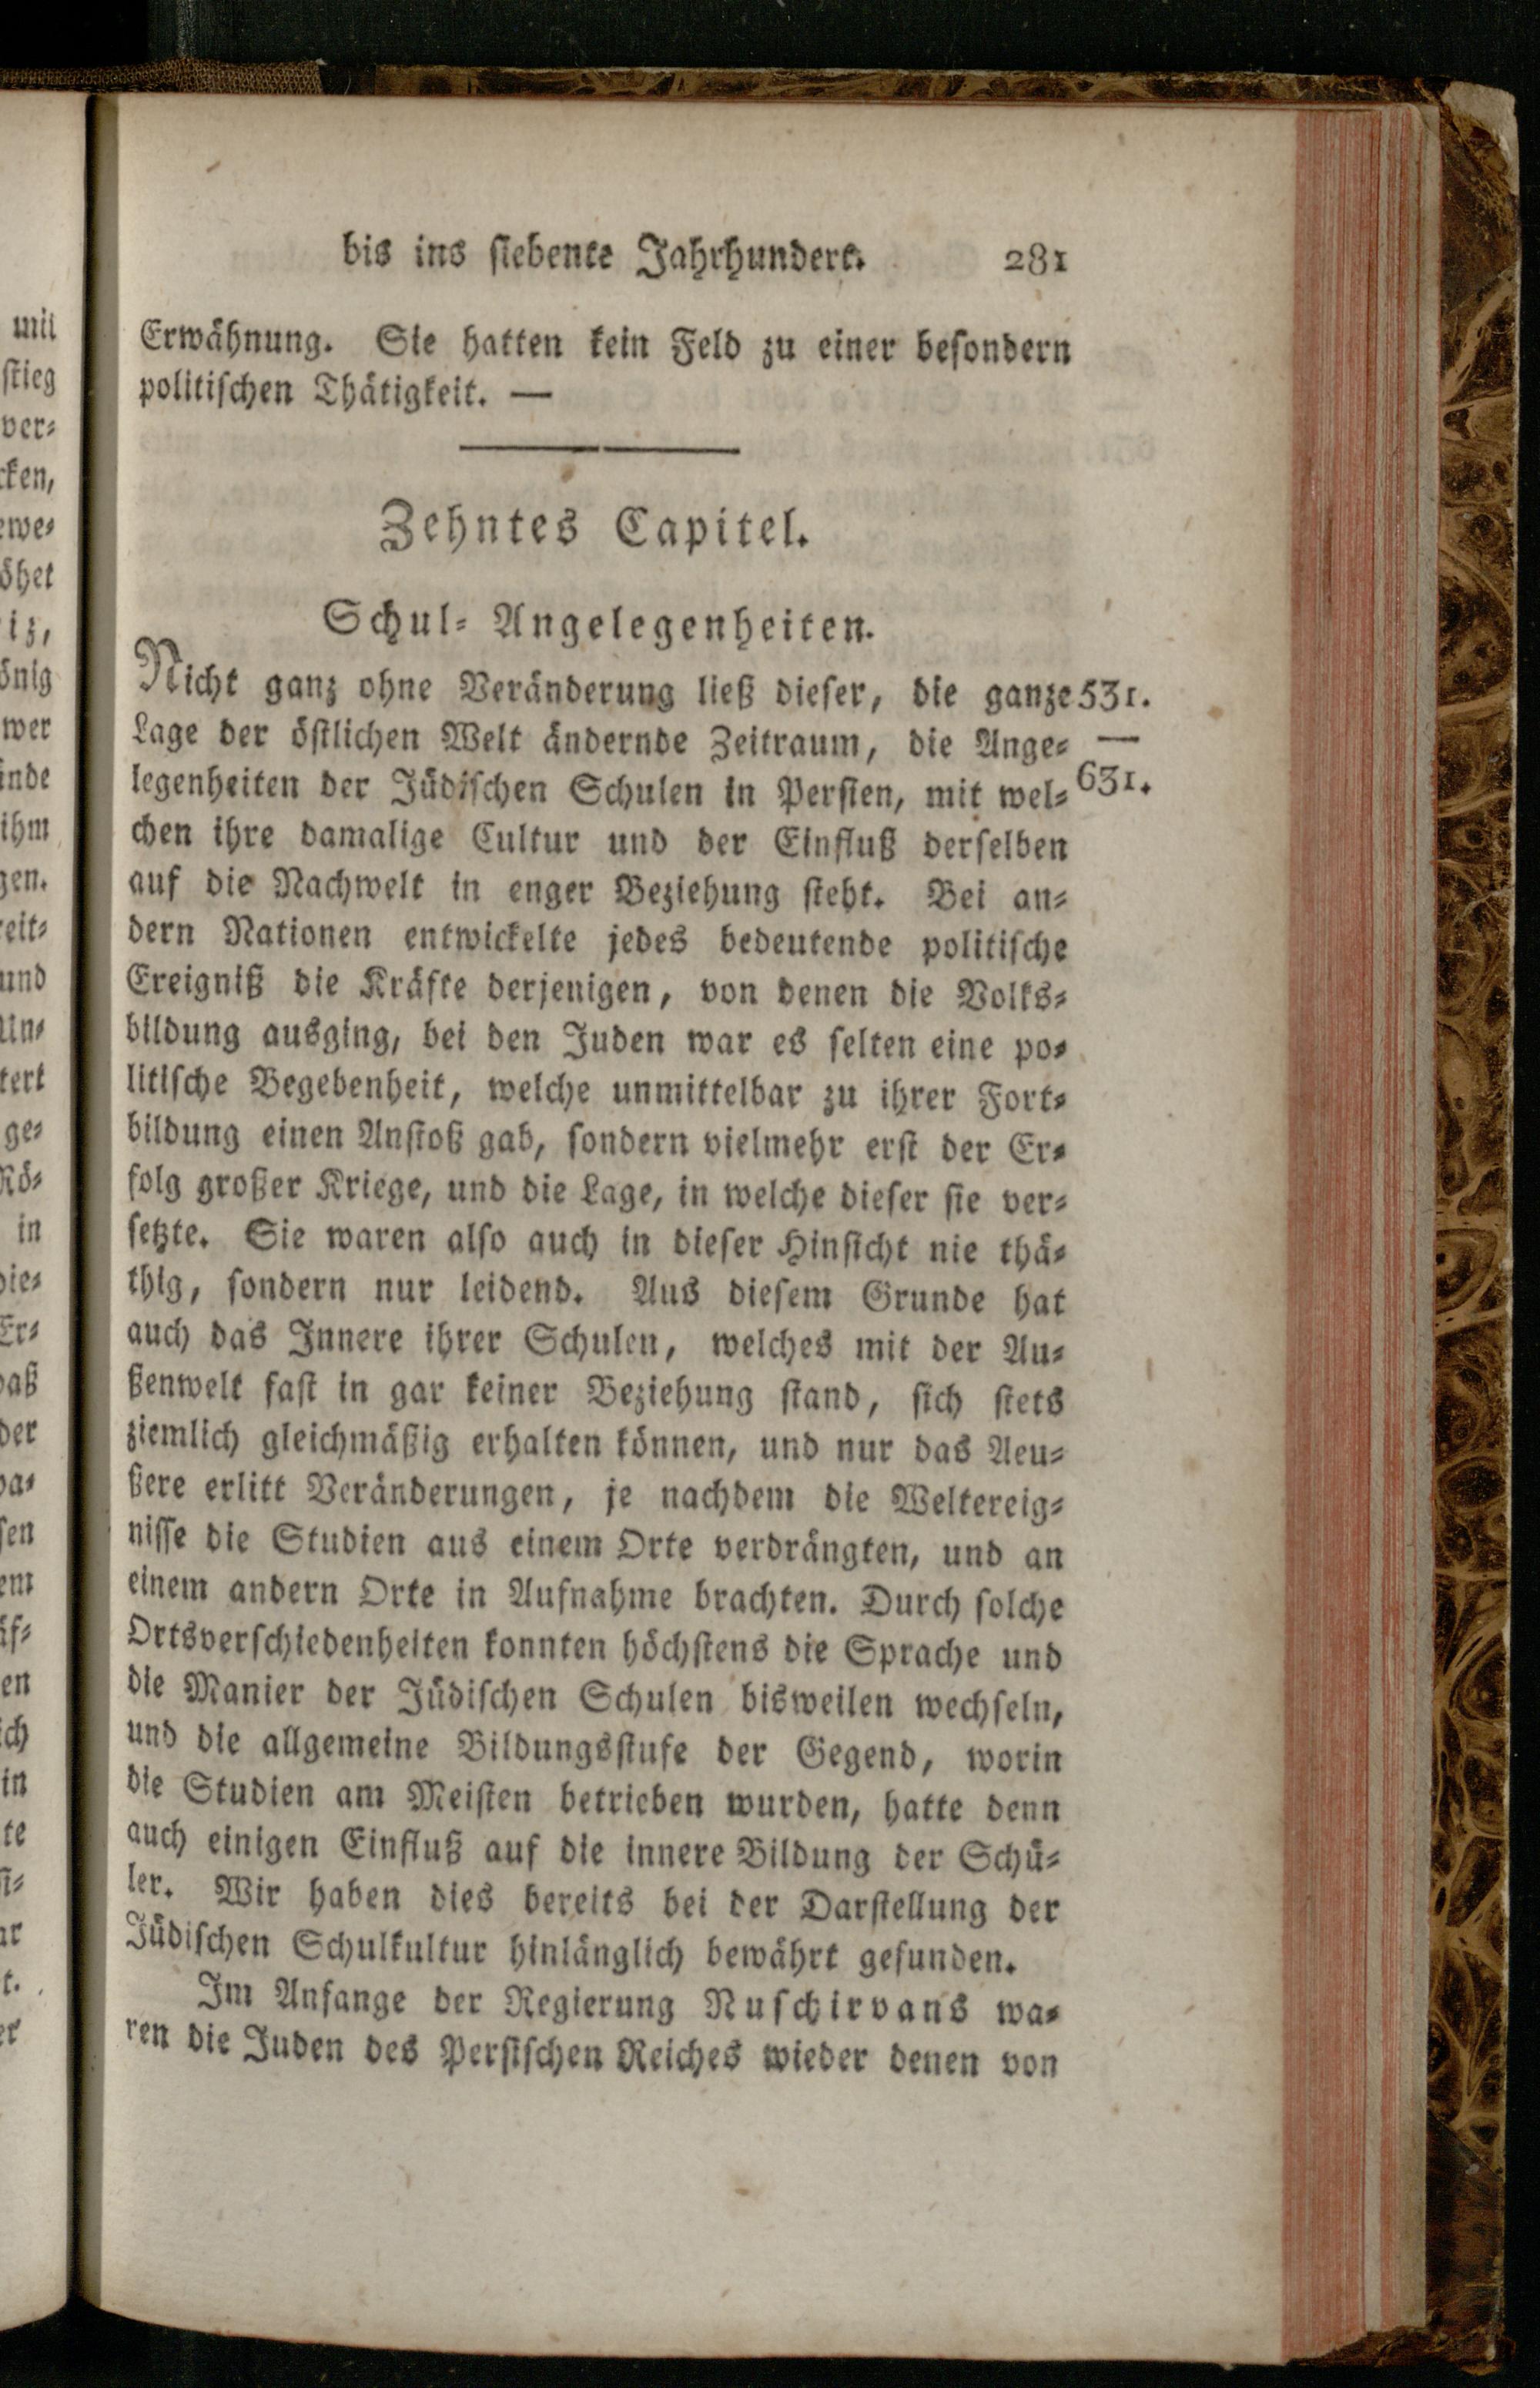 bis ins siebente Jahrhundert. 281
Erwähnung. Sie hatten kein Feld zu einer besondern
politischen Thätigkeit. —
Zehntes Capitel.
Schul-Angelegenheiten.
Nicht ganz ohne Veränderung ließ dieser, die ganze 531.
Lage der östlichen Welt ändernde Zeitraum, die Ange- —
legenheiten der Jüdischen Schulen in Persien, mit wel- 631.
chen ihre damalige Cultur und der Einfluß derselben
auf die Nachwelt in enger Beziehung steht. Bei an-
dern Nationen entwickelte jedes bedeutende politische
Ereigniß die Kräfte derjenigen, von denen die Volks-
bildung ausging, bei den Juden war es selten eine po-
litische Begebenheit, welche unmittelbar zu ihrer Fort-
bildung einen Anstoß gab, sondern vielmehr erst der Er-
folg großer Kriege, und die Lage, in welche dieser sie ver-
setzte. Sie waren also auch in dieser Hinsicht nie thä-
thig, sondern nur leidend. Aus diesem Grunde hat
auch das Innere ihrer Schulen, welches mit der Au-
ßenwelt fast in gar keiner Beziehung stand, sich stets
ziemlich gleichmäßig erhalten können, und nur das Aeu-
ßere erlitt Veränderungen, je nachdem die Weltereig-
nisse die Studien aus einem Orte verdrängten, und an
einem andern Orte in Aufnahme brachten. Durch solche
Ortsverschiedenheiten konnten höchstens die Sprache und
die Manier der Jüdischen Schulen bisweilen wechseln,
und die allgemeine Bildungsstufe der Gegend, worin
die Studien am Meisten betrieben wurden, hatte denn
auch einigen Einfluß auf die innere Bildung der Schü-
ler. Wir haben dies bereits bei der Darstellung der
Jüdischen Schulkultur hinlänglich bewährt gefunden.
Im Anfange der Regierung Nuschirvans wa-
ren die Juden des Persischen Reiches wieder denen von